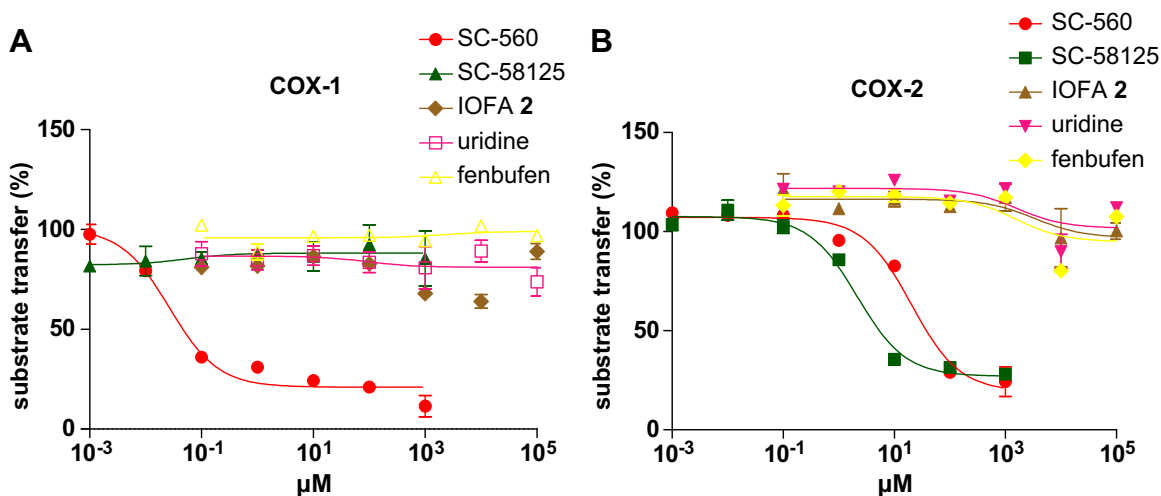 A
COX-1
SC-560
SC-58125
IOFA 2
uridine
fenbufen
substrate transfer (%)
150
100
50
0
10-3 10-1 101 103 105
µM
B
COX-2
SC-560
SC-58125
IOFA 2
uridine
fenbufen
substrate transfer (%)
150
100
50
0
10-3 10-1 101 103 105
µM